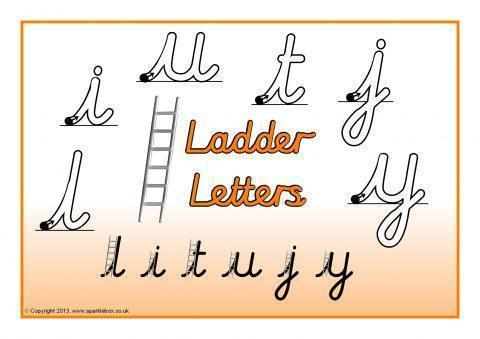 i u t j
l y
Ladder
Letters
l i t u j y
© Copyright 2013, www.sparklebox.co.uk